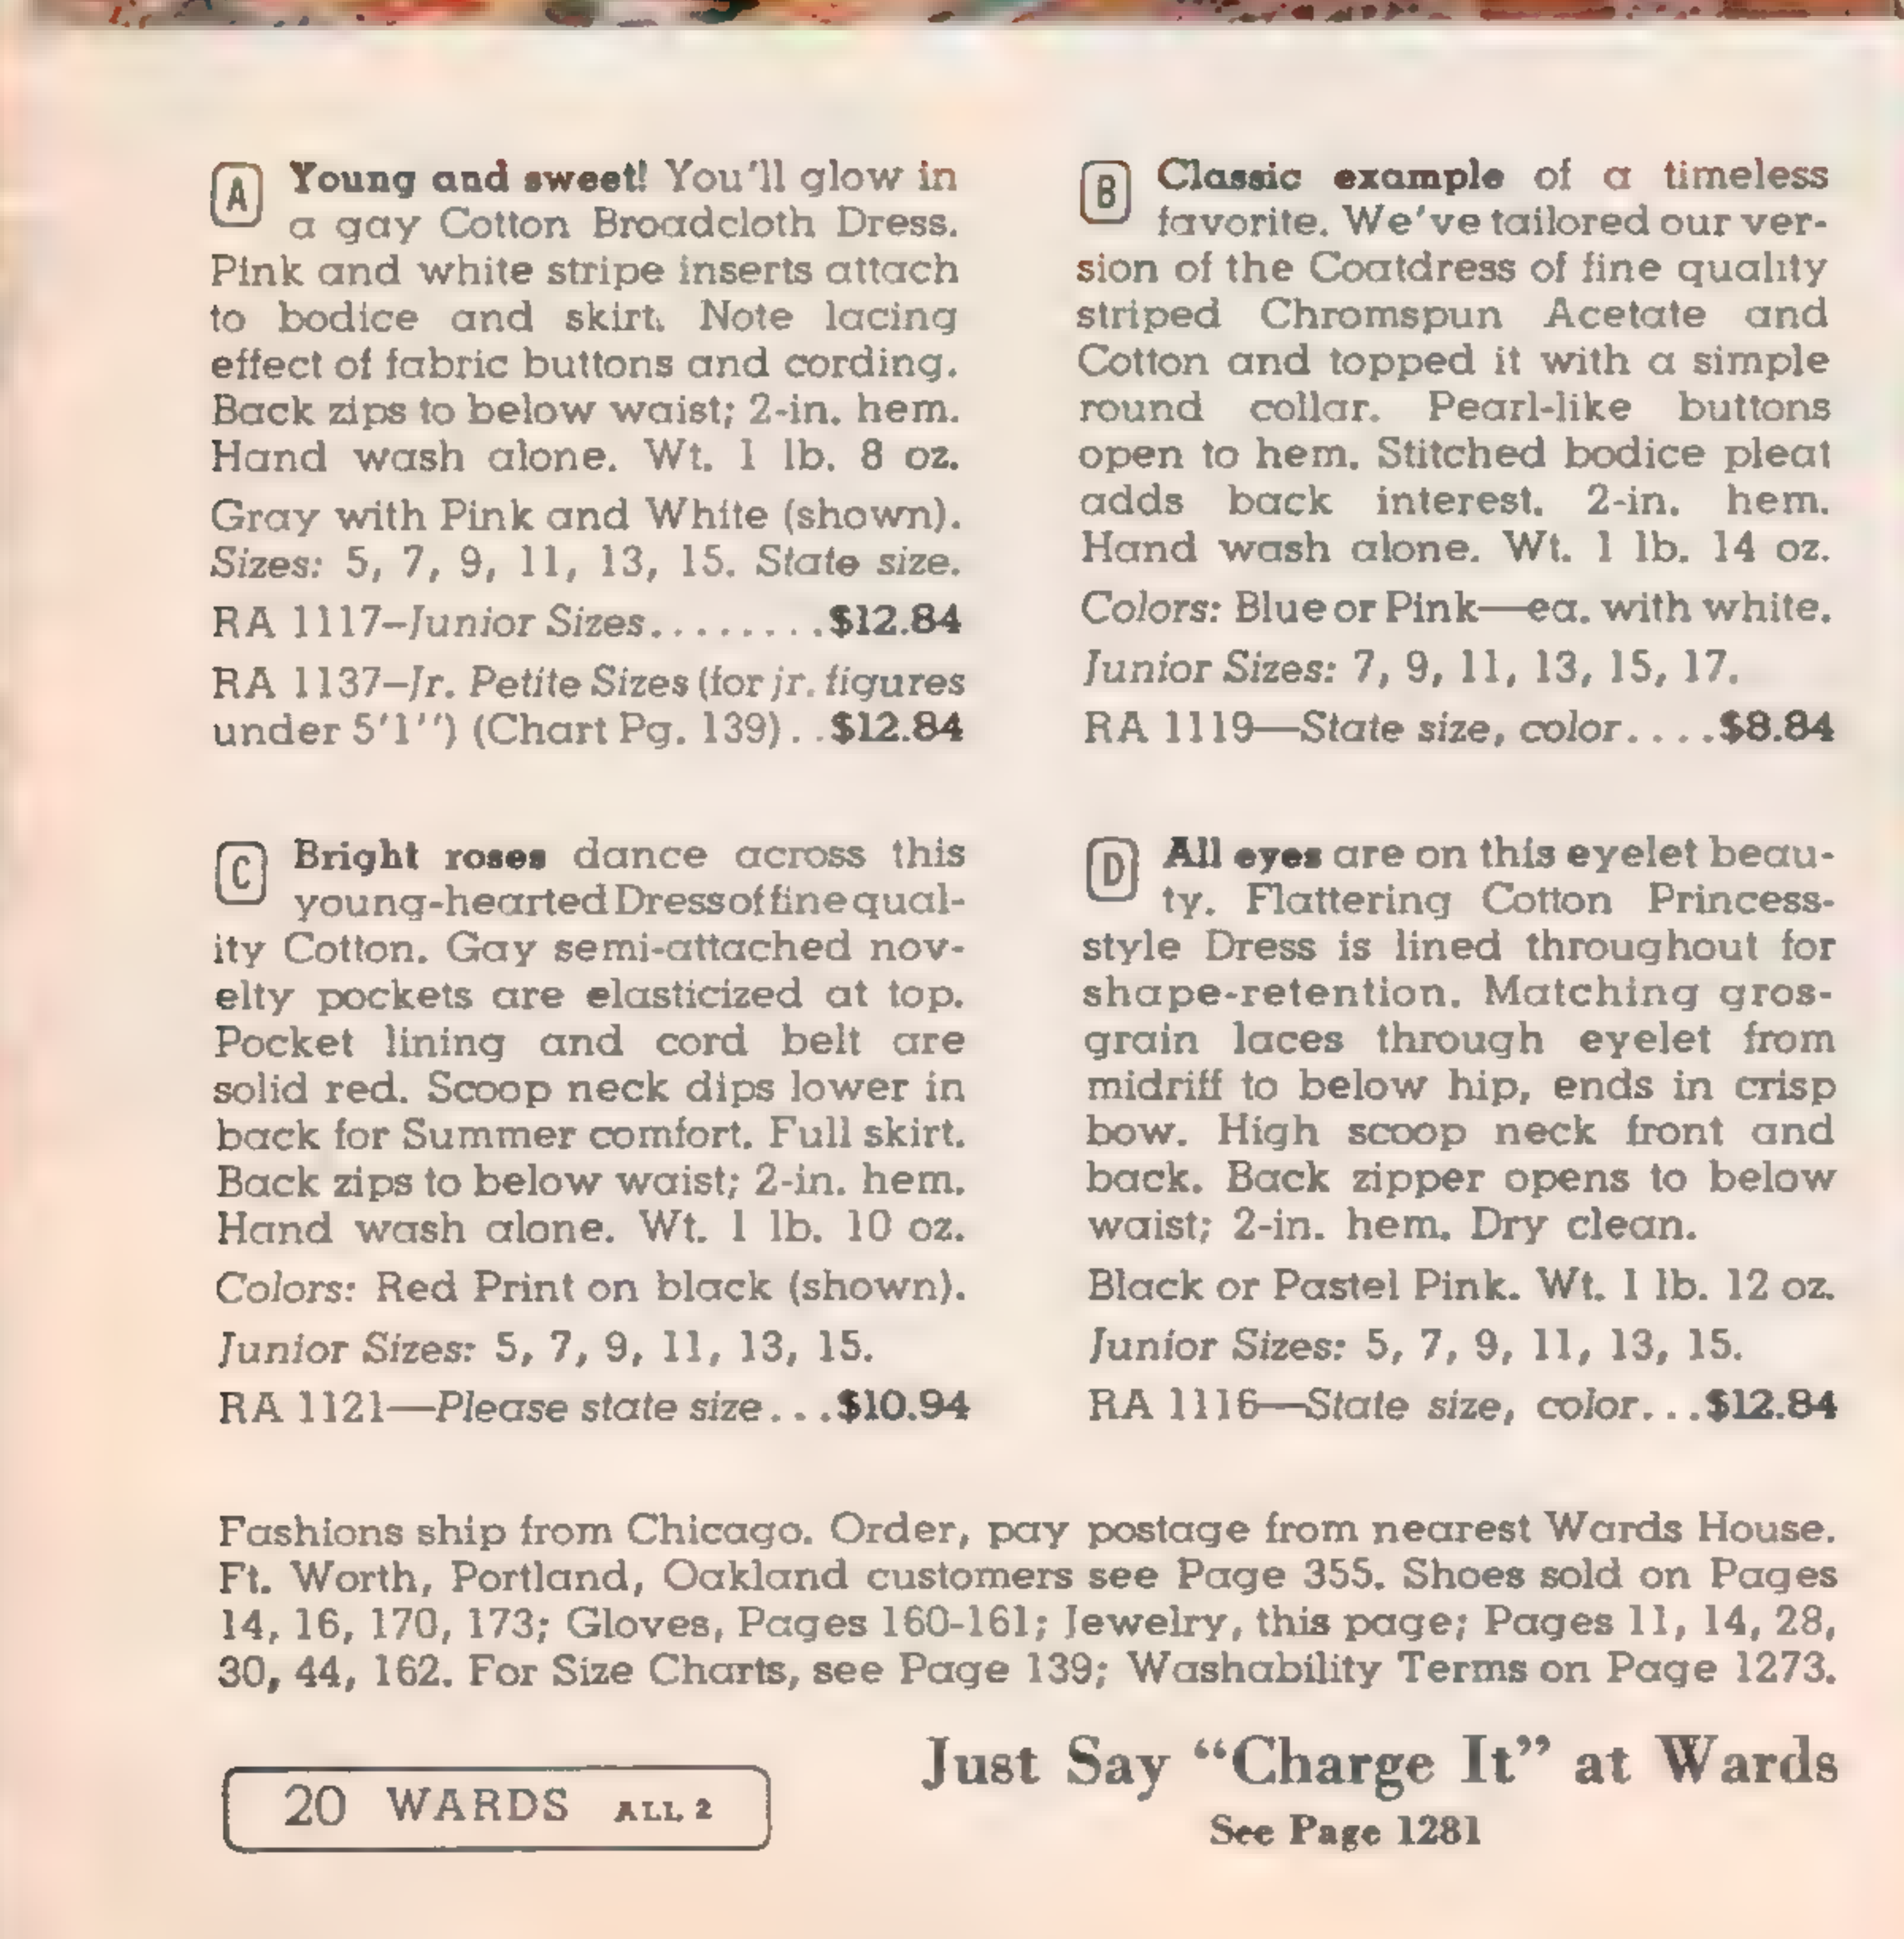 A Young and sweet! You'll glow in
a gay Cotton Broadcloth Dress.
Pink and white stripe inserts attach
to bodice and skirt. Note lacing
effect of fabric buttons and cording.
Back zips to below waist; 2-in. hem.
Hand wash alone. Wt. 1 lb. 8 oz.
Gray with Pink and White (shown).
Sizes: 5, 7, 9, 11, 13, 15. State size.
RA 1117–Junior Sizes.........$12.84
RA 1137–Jr. Petite Sizes (for jr. figures
under 5'1'') (Chart Pg. 139)...$12.84
B Classic example of a timeless
favorite. We've tailored our ver-
sion of the Coatdress of fine quality
striped Chromspun Acetate and
Cotton and topped it with a simple
round collar. Pearl-like buttons
open to hem. Stitched bodice pleat
adds back interest. 2-in. hem.
Hand wash alone. Wt. 1 lb. 14 oz.
Colors: Blue or Pink—ea. with white.
Junior Sizes: 7, 9, 11, 13, 15, 17.
RA 1119—State size, color....$8.84
C Bright roses dance across this
young-hearted Dress of fine qual-
ity Cotton. Gay semi-attached nov-
elty pockets are elasticized at top.
Pocket lining and cord belt are
solid red. Scoop neck dips lower in
back for Summer comfort. Full skirt.
Back zips to below waist; 2-in. hem.
Hand wash alone. Wt. 1 lb. 10 oz.
Colors: Red Print on black (shown).
Junior Sizes: 5, 7, 9, 11, 13, 15.
RA 1121—Please state size...$10.94
D All eyes are on this eyelet beau-
ty. Flattering Cotton Princess-
style Dress is lined throughout for
shape-retention. Matching gros-
grain laces through eyelet from
midriff to below hip, ends in crisp
bow. High scoop neck front and
back. Back zipper opens to below
waist; 2-in. hem. Dry clean.
Black or Pastel Pink. Wt. 1 lb. 12 oz.
Junior Sizes: 5, 7, 9, 11, 13, 15.
RA 1116—State size, color...$12.84
Fashions ship from Chicago. Order, pay postage from nearest Wards House.
Ft. Worth, Portland, Oakland customers see Page 355. Shoes sold on Pages
14, 16, 170, 173; Gloves, Pages 160-161; Jewelry, this page; Pages 11, 14, 28,
30, 44, 162. For Size Charts, see Page 139; Washability Terms on Page 1273.
20 WARDS ALL 2
Just Say “Charge It” at Wards
See Page 1281